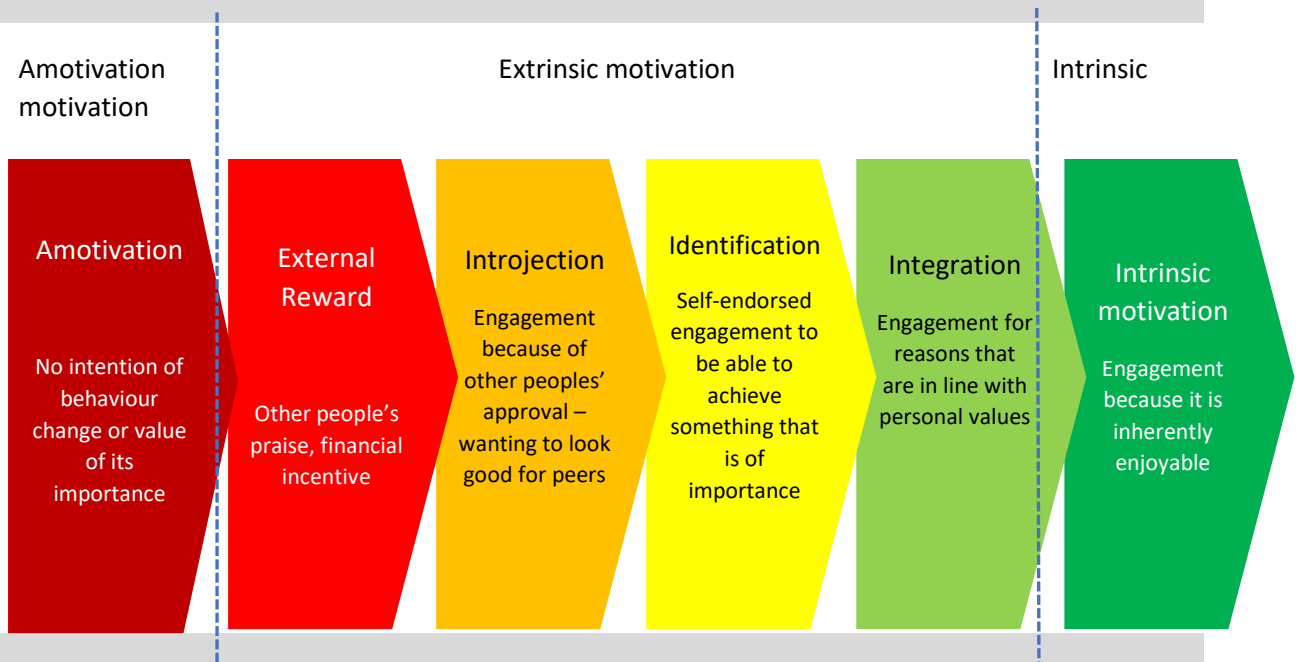 Amotivation
motivation
Extrinsic motivation
Intrinsic
Amotivation
No intention of
behaviour
change or value
of its
importance
External
Reward
Other people's
praise, financial
incentive
Introjection
Engagement
because of
other peoples’
approval –
wanting to look
good for peers
Identification
Self-endorsed
engagement to
be able to
achieve
something that
is of
importance
Integration
Engagement for
reasons that
are in line with
personal values
Intrinsic
motivation
Engagement
because it is
inherently
enjoyable